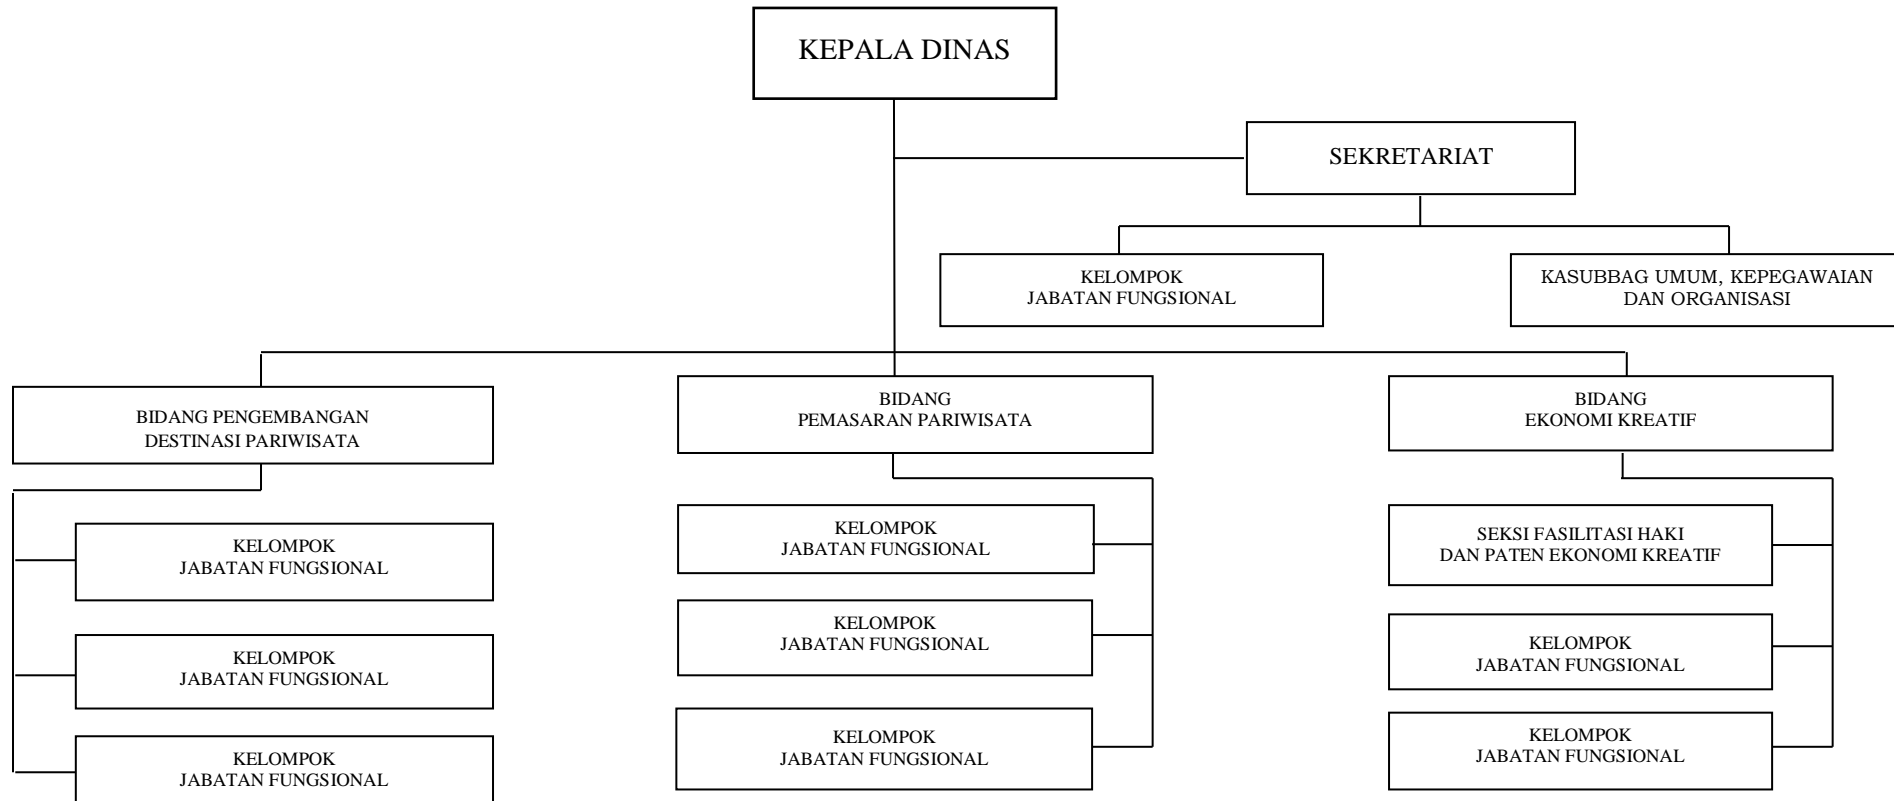 KEPALA DINAS
SEKRETARIAT
KELOMPOK
JABATAN FUNGSIONAL
KASUBBAG UMUM, KEPEGAWAIAN
DAN ORGANISASI
BIDANG PENGEMBANGAN
DESTINASI PARIWISATA
BIDANG
PEMASARAN PARIWISATA
BIDANG
EKONOMI KREATIF
KELOMPOK
JABATAN FUNGSIONAL
KELOMPOK
JABATAN FUNGSIONAL
KELOMPOK
JABATAN FUNGSIONAL
KELOMPOK
JABATAN FUNGSIONAL
KELOMPOK
JABATAN FUNGSIONAL
KELOMPOK
JABATAN FUNGSIONAL
SEKSI FASILITASI HAKI
DAN PATEN EKONOMI KREATIF
KELOMPOK
JABATAN FUNGSIONAL
KELOMPOK
JABATAN FUNGSIONAL